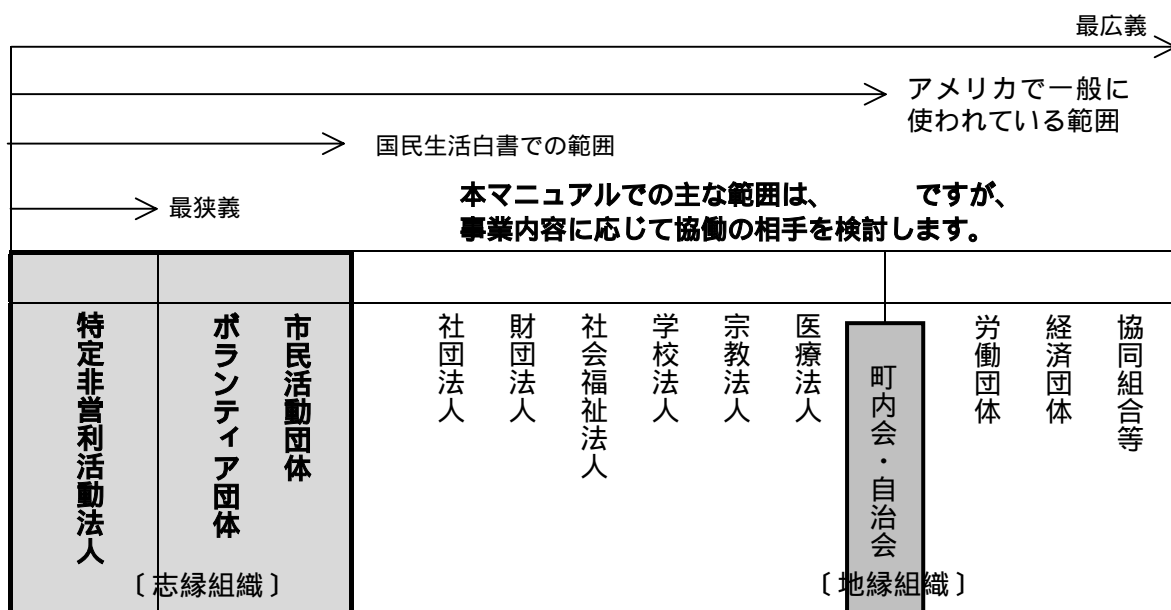 最広義
アメリカで一般に
使われている範囲
国民生活白書での範囲
最狭義
本マニュアルでの主な範囲は、　　　ですが、
事業内容に応じて協働の相手を検討します。
特定非営利活動法人
ボランティア団体
市民活動団体
社団法人
財団法人
社会福祉法人
学校法人
宗教法人
医療法人
町内会・自治会
労働団体
経済団体
協同組合等
〔志縁組織〕
〔地縁組織〕